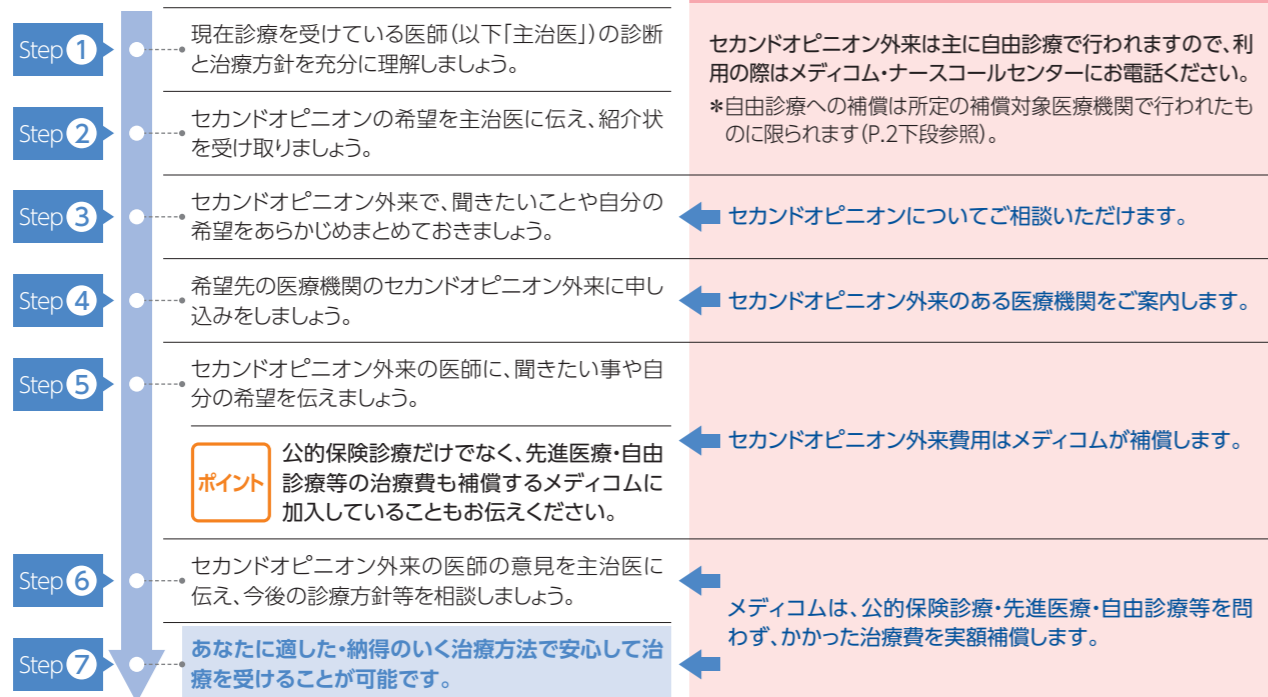 Step 1
現在診療を受けている医師(以下「主治医」)の診断
と治療方針を充分に理解しましょう。
セカンドオピニオン外来は主に自由診療で行われますので、利
用の際はメディコム・ナースコールセンターにお電話ください。
*自由診療への補償は所定の補償対象医療機関で行われたも
のに限られます(P.2下段参照)。
Step 2
セカンドオピニオンの希望を主治医に伝え、紹介状
を受け取りましょう。
Step 3
セカンドオピニオン外来で、聞きたいことや自分の
希望をあらかじめまとめておきましょう。
セカンドオピニオンについてご相談いただけます。
Step 4
希望先の医療機関のセカンドオピニオン外来に申し
込みをしましょう。
セカンドオピニオン外来のある医療機関をご案内します。
Step 5
セカンドオピニオン外来の医師に、聞きたい事や自
分の希望を伝えましょう。
ポイント
公的保険診療だけでなく、先進医療・自由
診療等の治療費も補償するメディコムに
加入していることもお伝えください。
セカンドオピニオン外来費用はメディコムが補償します。
Step 6
セカンドオピニオン外来の医師の意見を主治医に
伝え、今後の診療方針等を相談しましょう。
メディコムは、公的保険診療・先進医療・自由診療等を問
わず、かかった治療費を実額補償します。
Step 7
あなたに適した・納得のいく治療方法で安心して治
療を受けることが可能です。